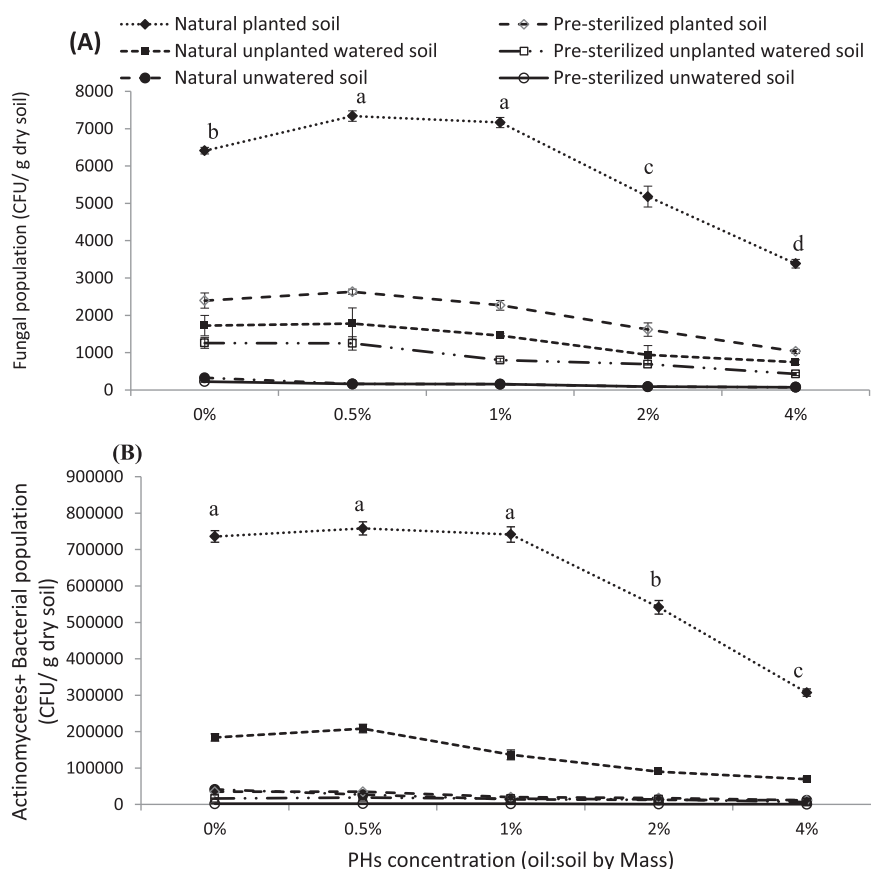 (A)
Natural planted soil
Pre-sterilized planted soil
Natural unplanted watered soil
Pre-sterilized unplanted watered soil
Natural unwatered soil
Pre-sterilized unwatered soil
Fungal population (CFU/ g dry soil)
8000
7000
6000
5000
4000
3000
2000
1000
0
b
a
a
c
d
0% 0.5% 1% 2% 4%
(B)
Actinomycetes+ Bacterial population
(CFU/ g dry soil)
900000
800000
700000
600000
500000
400000
300000
200000
100000
0
a
a
a
b
c
0% 0.5% 1% 2% 4%
PHs concentration (oil:soil by Mass)